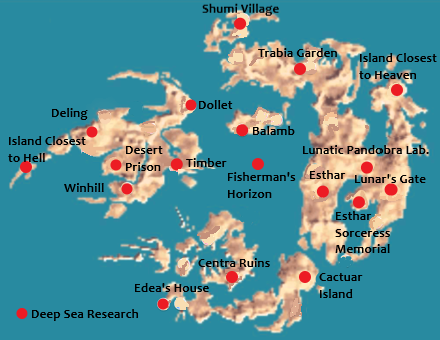 Shumi Village
Trabia Garden
Island Closest
to Heaven
Dollet
Deling
Balamb
Island Closest
to Hell
Desert
Prison
Timber
Lunatic Pandobra Lab.
Fisherman's
Horizon
Esthar
Lunar's Gate
Winhill
Esthar
Sorceress
Memorial
Centra Ruins
Cactuar
Island
Edea's House
Deep Sea Research